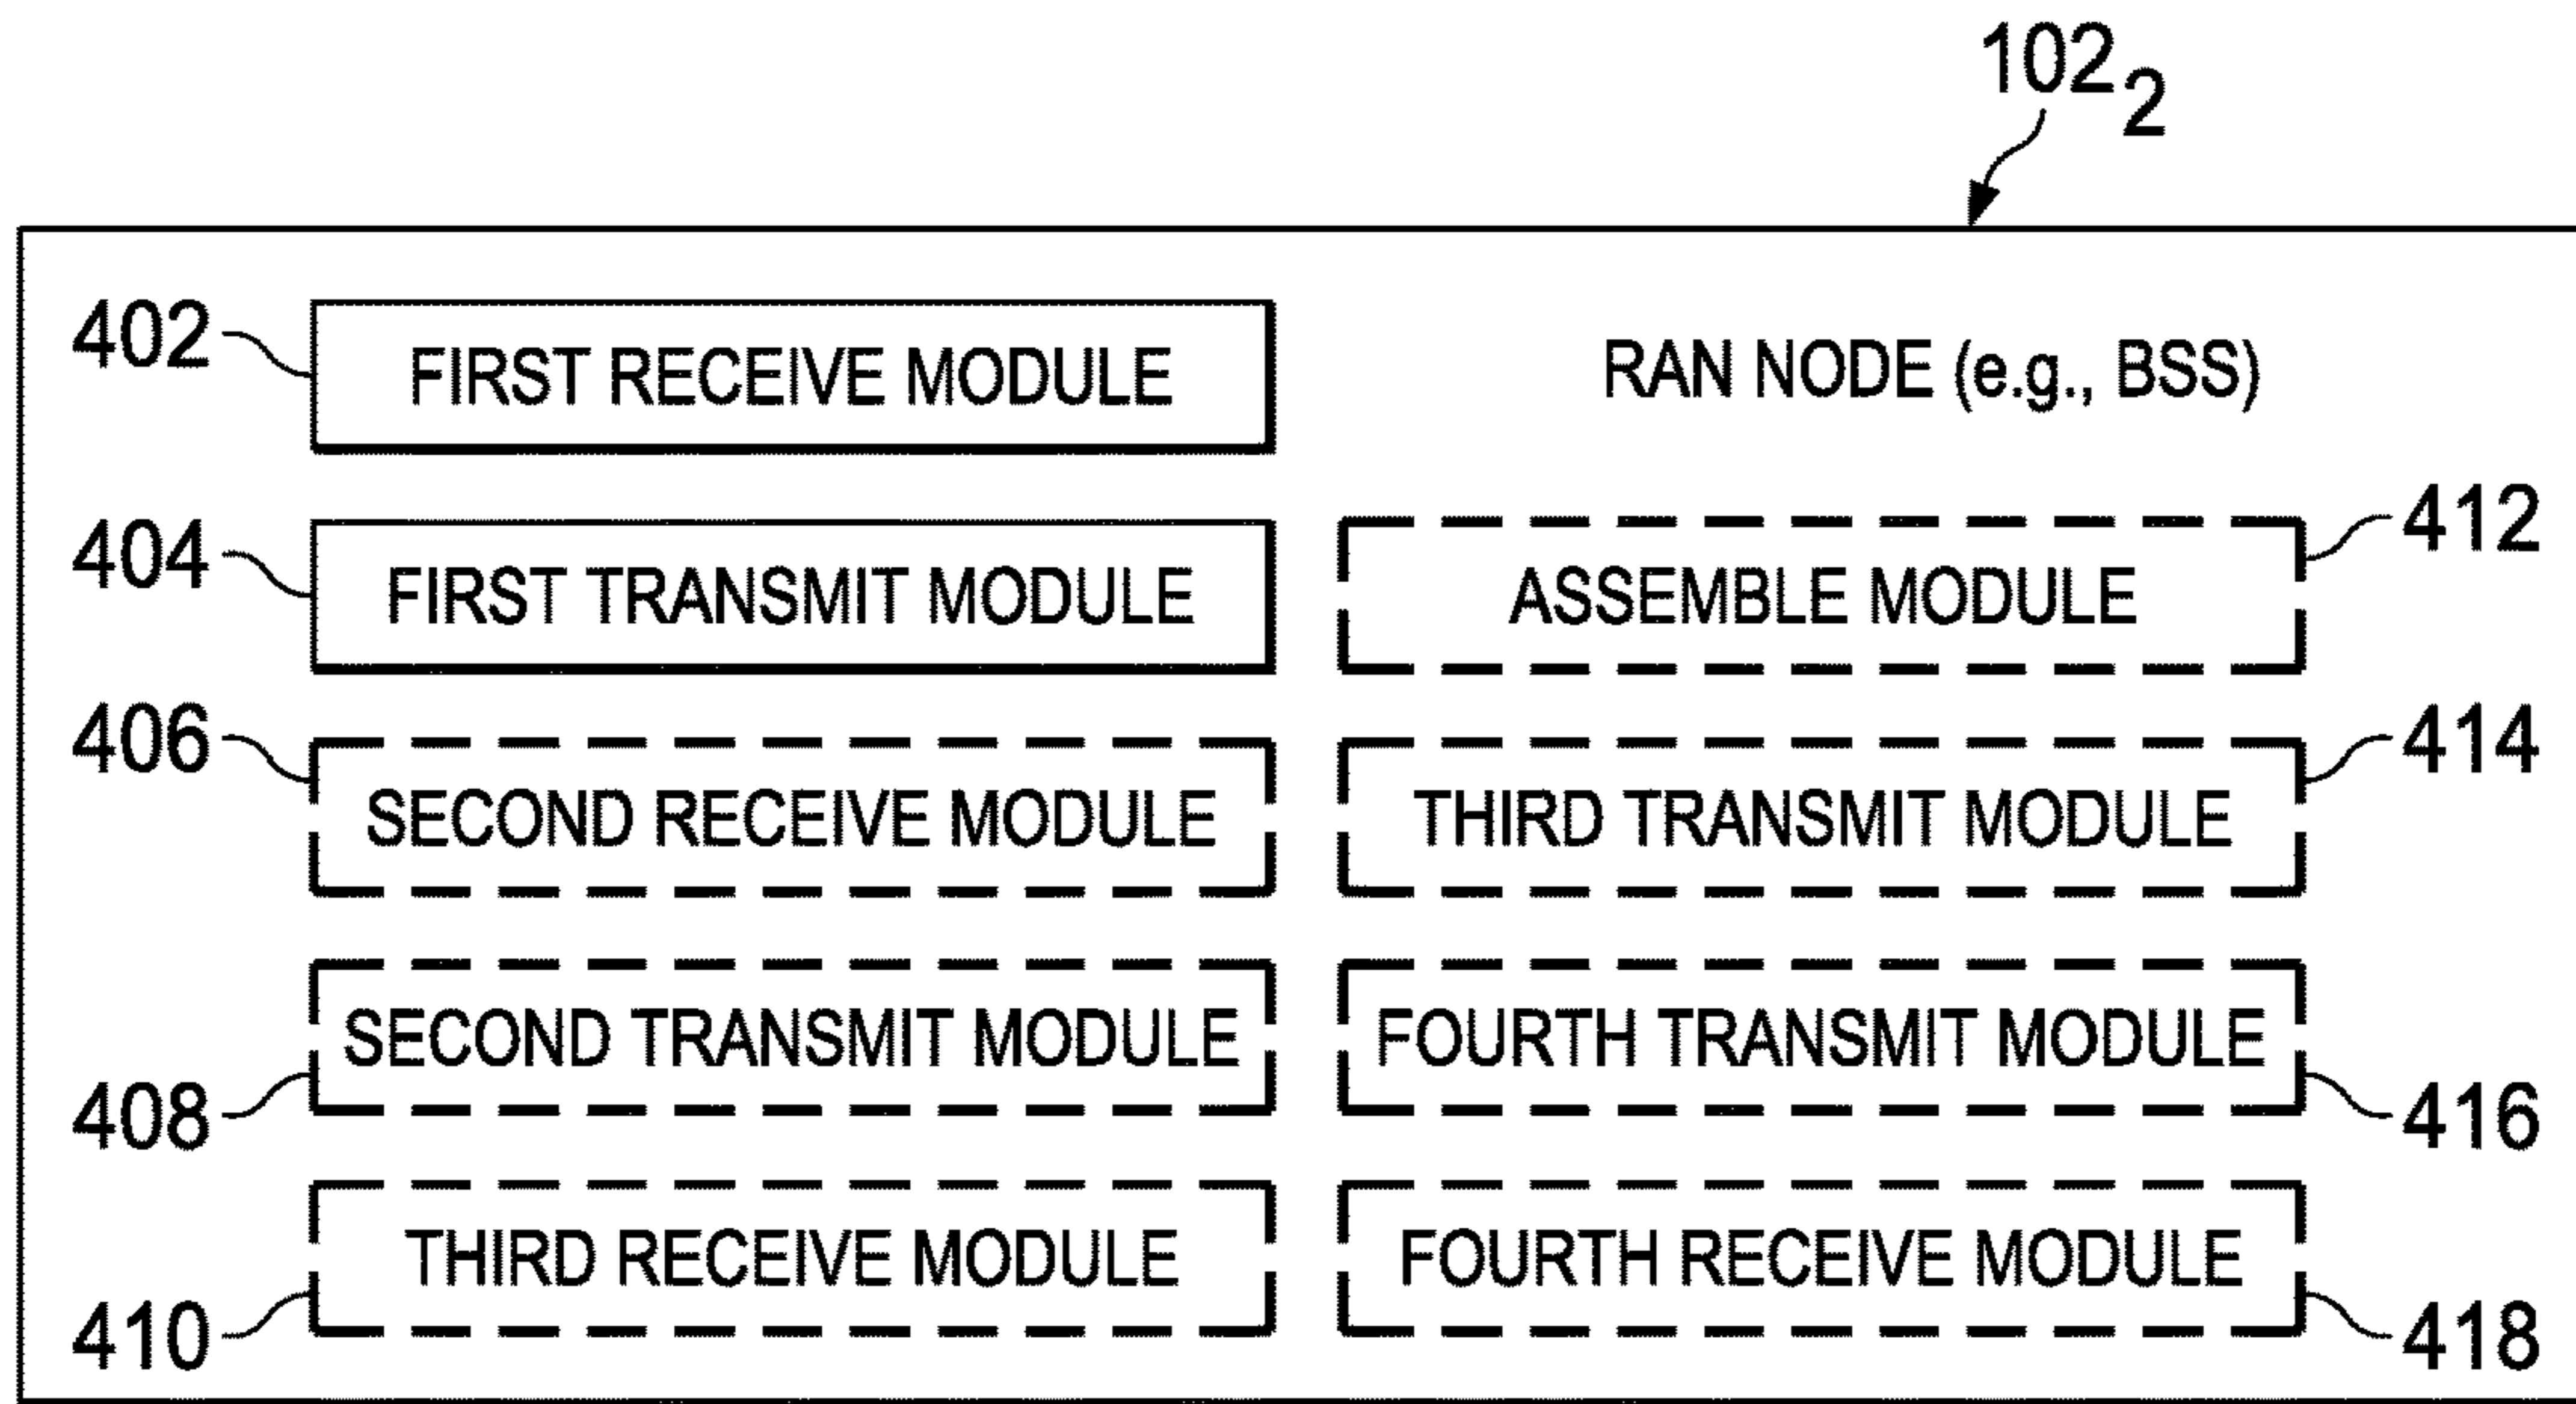 102₂
402
FIRST RECEIVE MODULE
RAN NODE (e.g., BSS)
404
FIRST TRANSMIT MODULE
ASSEMBLE MODULE
412
406
SECOND RECEIVE MODULE
THIRD TRANSMIT MODULE
414
408
SECOND TRANSMIT MODULE
FOURTH TRANSMIT MODULE
416
410
THIRD RECEIVE MODULE
FOURTH RECEIVE MODULE
418